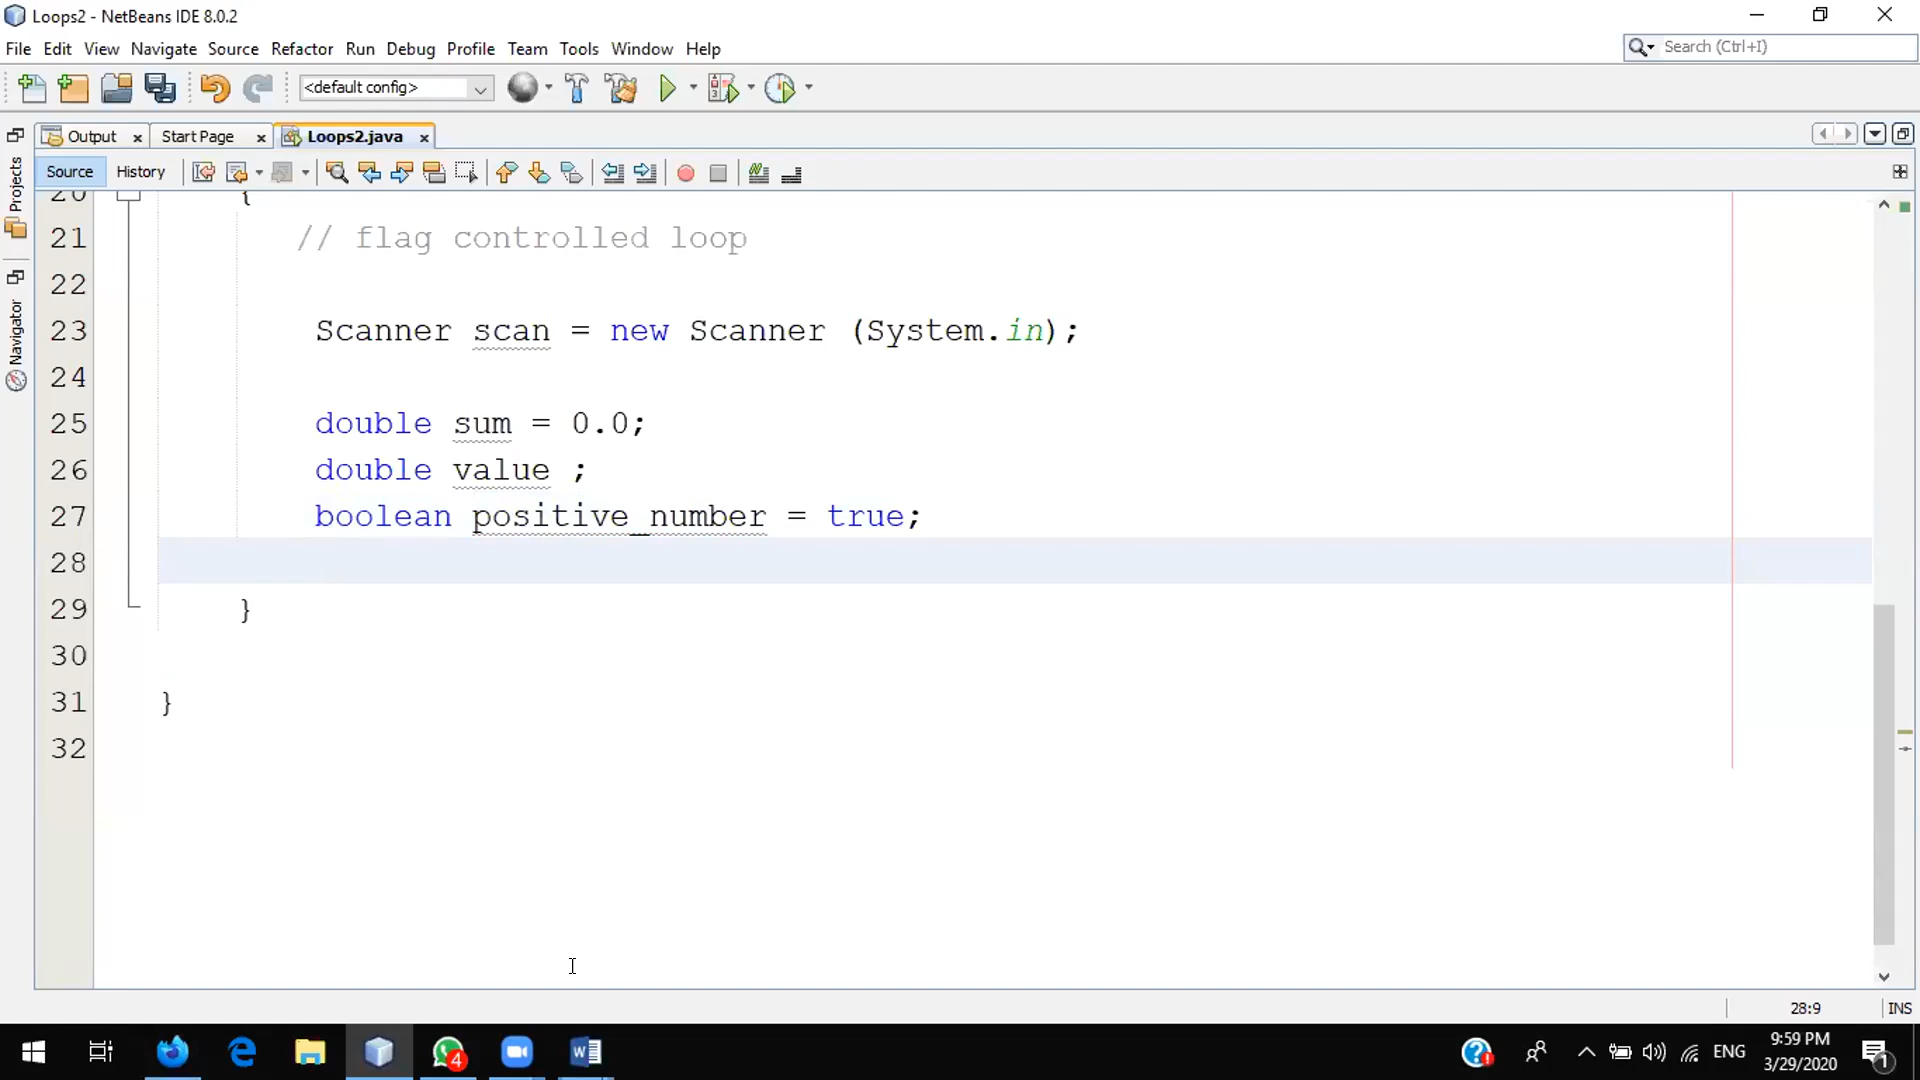 Loops2 - NetBeans IDE 8.0.2
File Edit View Navigate Source Refactor Run Debug Profile Team Tools Window Help
Search (Ctrl+I)
<default config>
Output Start Page Loops2.java
Source History
Projects
Navigator
20 {
21 // flag controlled loop
22
23 Scanner scan = new Scanner (System.in);
24
25 double sum = 0.0;
26 double value ;
27 boolean positive_number = true;
28
29 }
30
31 }
32
28:9 INS
4
ENG
9:59 PM
3/29/2020
1